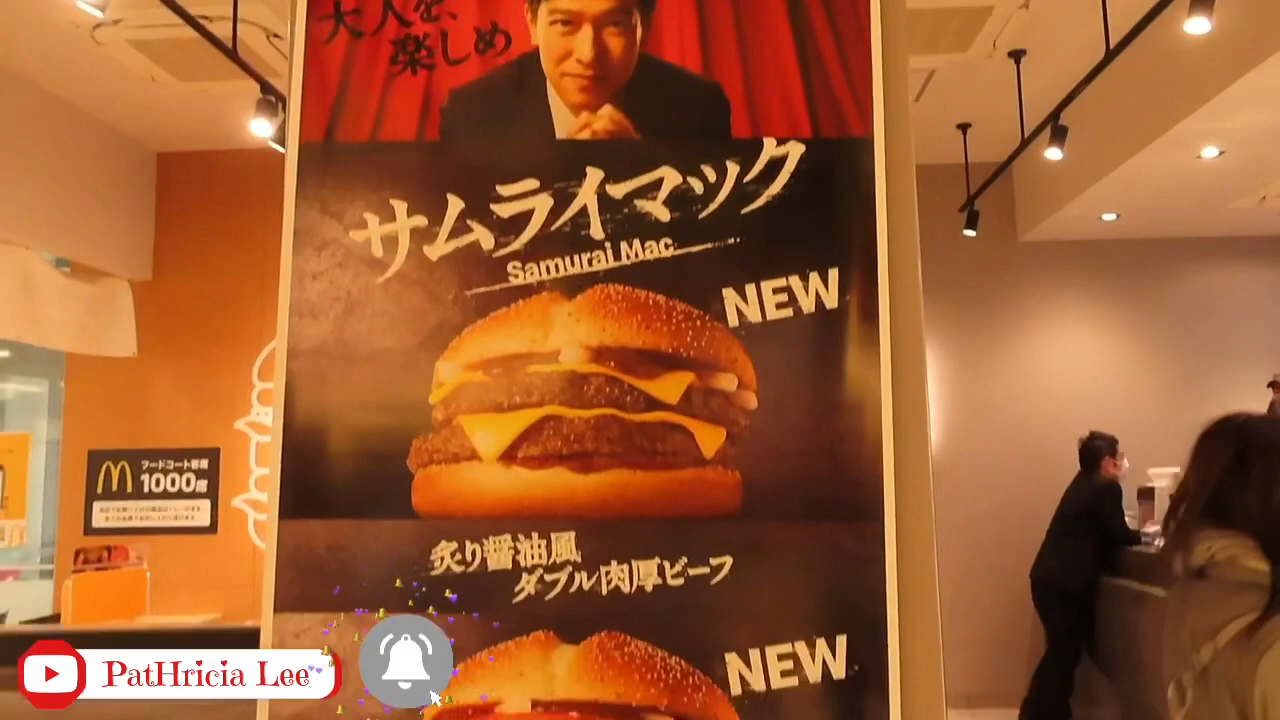 大人を、
楽しめ
サムライマック
Samurai Mac
NEW
フードコート客席
1000席
炙り醤油風
ダブル肉厚ビーフ
NEW
PatHricia Lee